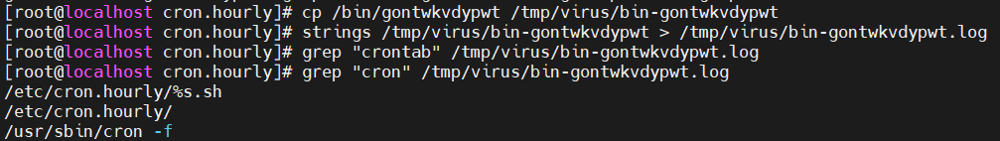 [root@localhost cron.hourly]# cp /bin/gontwkvdypwt /tmp/virus/bin-gontwkvdypwt
[root@localhost cron.hourly]# strings /tmp/virus/bin-gontwkvdypwt > /tmp/virus/bin-gontwkvdypwt.log
[root@localhost cron.hourly]# grep "crontab" /tmp/virus/bin-gontwkvdypwt.log
[root@localhost cron.hourly]# grep "cron" /tmp/virus/bin-gontwkvdypwt.log
/etc/cron.hourly/%s.sh
/etc/cron.hourly/
/usr/sbin/cron -f